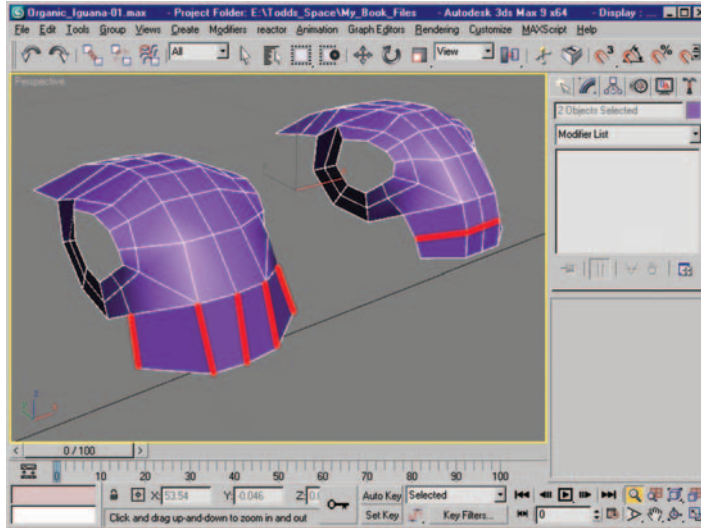 Organic_Iguana-01.max - Project Folder: E:\Todds_Space\My_Book_Files - Autodesk 3ds Max 9 x64 - Display : ...
File Edit Tools Group Views Create Modifiers reactor Animation Graph Editors Rendering Customize MAXScript Help
All
View
3
%
Perspective
2 Objects Selected
Modifier List
z
0 / 100
0 10 20 30 40 50 60 70 80 90 100
X: 53.54 Y: -0.046 Z:
Auto Key Selected
Click and drag up-and-down to zoom in and out
Set Key Key Filters... 0